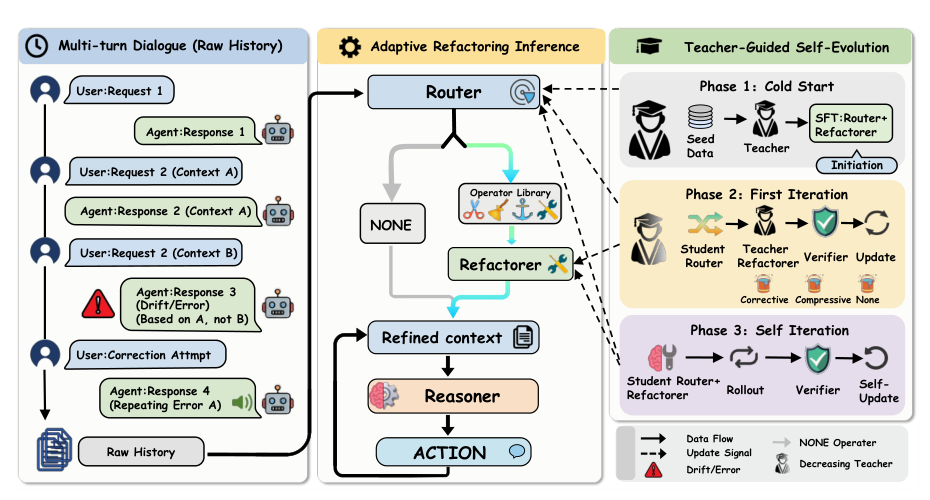 Multi-turn Dialogue (Raw History)
User:Request 1
Agent:Response 1
User:Request 2 (Context A)
Agent:Response 2 (Context A)
User:Request 2 (Context B)
Agent:Response 3
(Drift/Error)
(Based on A, not B)
User:Correction Attmpt
Agent:Response 4
(Repeating Error A)
Raw History
Adaptive Refactoring Inference
Router
NONE
Operator Library
Refactorer
Refined context
Reasoner
ACTION
Teacher-Guided Self-Evolution
Phase 1: Cold Start
Seed
Data
Teacher
SFT:Router+
Refactorer
Initiation
Phase 2: First Iteration
Student
Router
Teacher
Refactorer
Verifier
Update
Corrective
Compressive
None
Phase 3: Self Iteration
Student Router+
Refactorer
Rollout
Verifier
Self-
Update
Data Flow
Update Signal
Drift/Error
NONE Operater
Decreasing Teacher